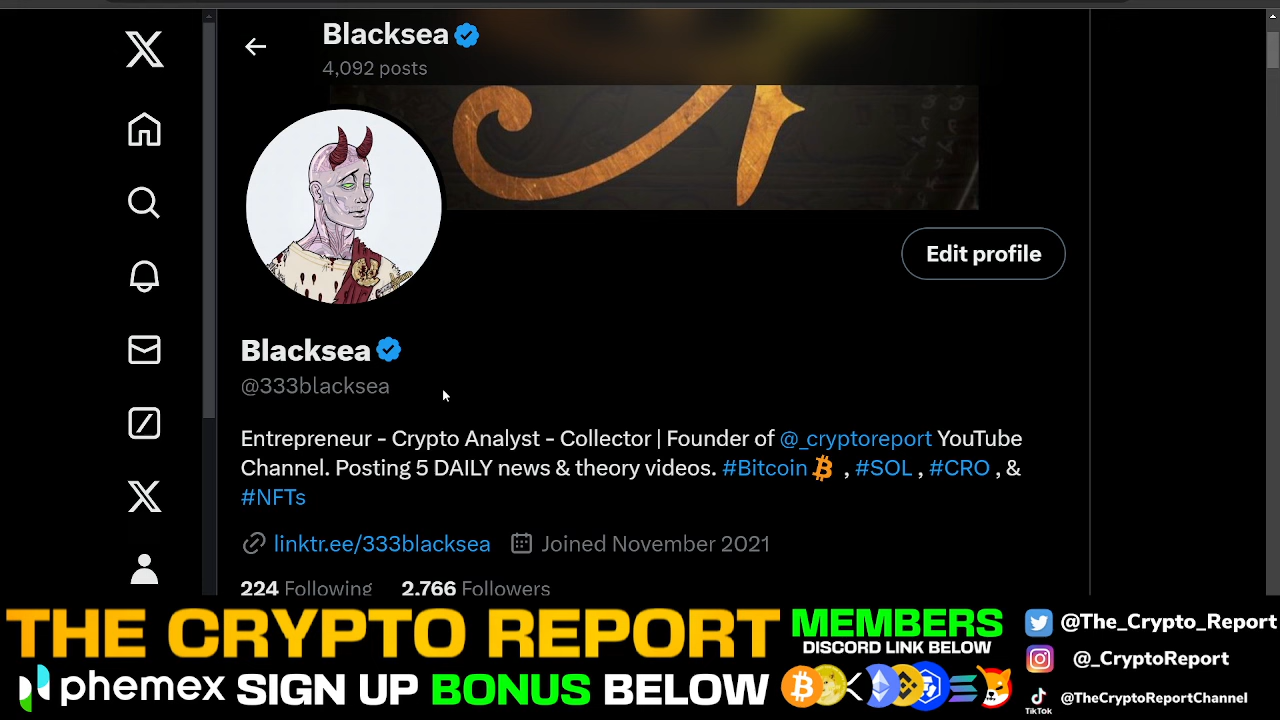 Blacksea
4,092 posts
Edit profile
Blacksea
@333blacksea
Entrepreneur - Crypto Analyst - Collector | Founder of @_cryptoreport YouTube
Channel. Posting 5 DAILY news & theory videos. #Bitcoin , #SOL , #CRO , &
#NFTs
linktr.ee/333blacksea Joined November 2021
224 Following 2,766 Followers
THE CRYPTO REPORT
phemex SIGN UP BONUS BELOW
MEMBERS
DISCORD LINK BELOW
@The_Crypto_Report
@_CryptoReport
TikTok @TheCryptoReportChannel